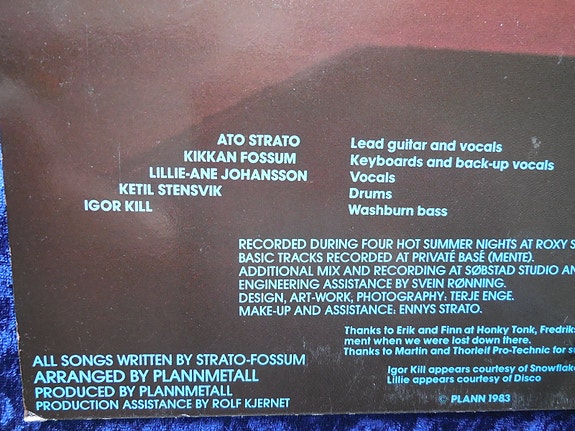 ATO STRATO Lead guitar and vocals
KIKKAN FOSSUM Keyboards and back-up vocals
LILLIE-ANE JOHANSSON Vocals
KETIL STENSVIK Drums
IGOR KILL Washburn bass
RECORDED DURING FOUR HOT SUMMER NIGHTS AT ROXY S
BASIC TRACKS RECORDED AT PRIVATÉ BASÉ (MENTE).
ADDITIONAL MIX AND RECORDING AT SØBSTAD STUDIO AN
ENGINEERING ASSISTANCE BY SVEIN RØNNING.
DESIGN, ART-WORK, PHOTOGRAPHY: TERJE ENGE.
MAKE-UP AND ASSISTANCE: ENNYS STRATO.
Thanks to Erik and Finn at Honky Tonk, Fredrik
ment when we were lost down there.
Thanks to Martin and Thorleif Pro-Technic for su
Igor Kill appears courtesy of Snowflake
Lillie appears courtesy of Disco
© PLANN 1983
ALL SONGS WRITTEN BY STRATO-FOSSUM
ARRANGED BY PLANNMETALL
PRODUCED BY PLANNMETALL
PRODUCTION ASSISTANCE BY ROLF KJERNET